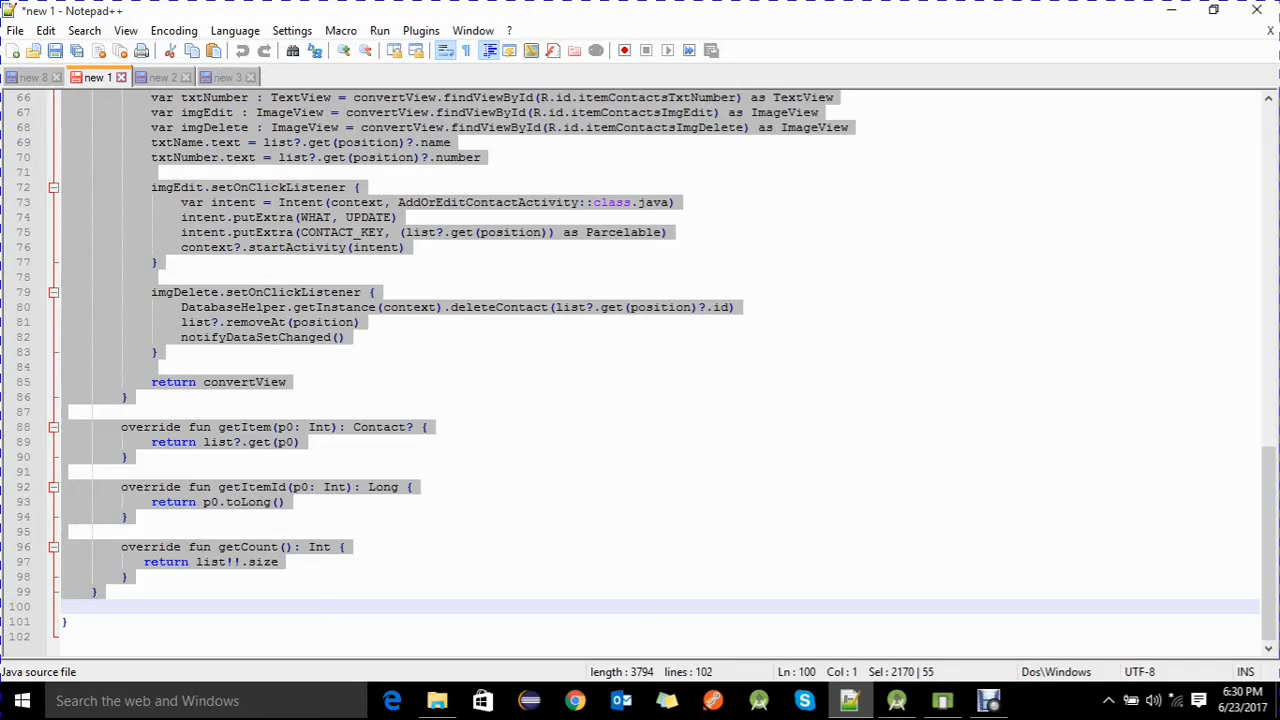 *new 1 - Notepad++
File Edit Search View Encoding Language Settings Macro Run Plugins Window ? X
new 8 new 1 new 2 new 3
66 var txtNumber : TextView = convertView.findViewById(R.id.itemContactsTxtNumber) as TextView
67 var imgEdit : ImageView = convertView.findViewById(R.id.itemContactsImgEdit) as ImageView
68 var imgDelete : ImageView = convertView.findViewById(R.id.itemContactsImgDelete) as ImageView
69 txtName.text = list?.get(position)?.name
70 txtNumber.text = list?.get(position)?.number
71
72 imgEdit.setOnClickListener {
73 var intent = Intent(context, AddOrEditContactActivity::class.java)
74 intent.putExtra(WHAT, UPDATE)
75 intent.putExtra(CONTACT_KEY, (list?.get(position)) as Parcelable)
76 context?.startActivity(intent)
77 }
78
79 imgDelete.setOnClickListener {
80 DatabaseHelper.getInstance(context).deleteContact(list?.get(position)?.id)
81 list?.removeAt(position)
82 notifyDataSetChanged()
83 }
84
85 return convertView
86 }
87
88 override fun getItem(p0: Int): Contact? {
89 return list?.get(p0)
90 }
91
92 override fun getItemId(p0: Int): Long {
93 return p0.toLong()
94 }
95
96 override fun getCount(): Int {
97 return list!!.size
98 }
99 }
100
101 }
102
Java source file length : 3794 lines : 102 Ln : 100 Col : 1 Sel : 2170 | 55 Dos\Windows UTF-8 INS
Search the web and Windows
6:30 PM
6/23/2017